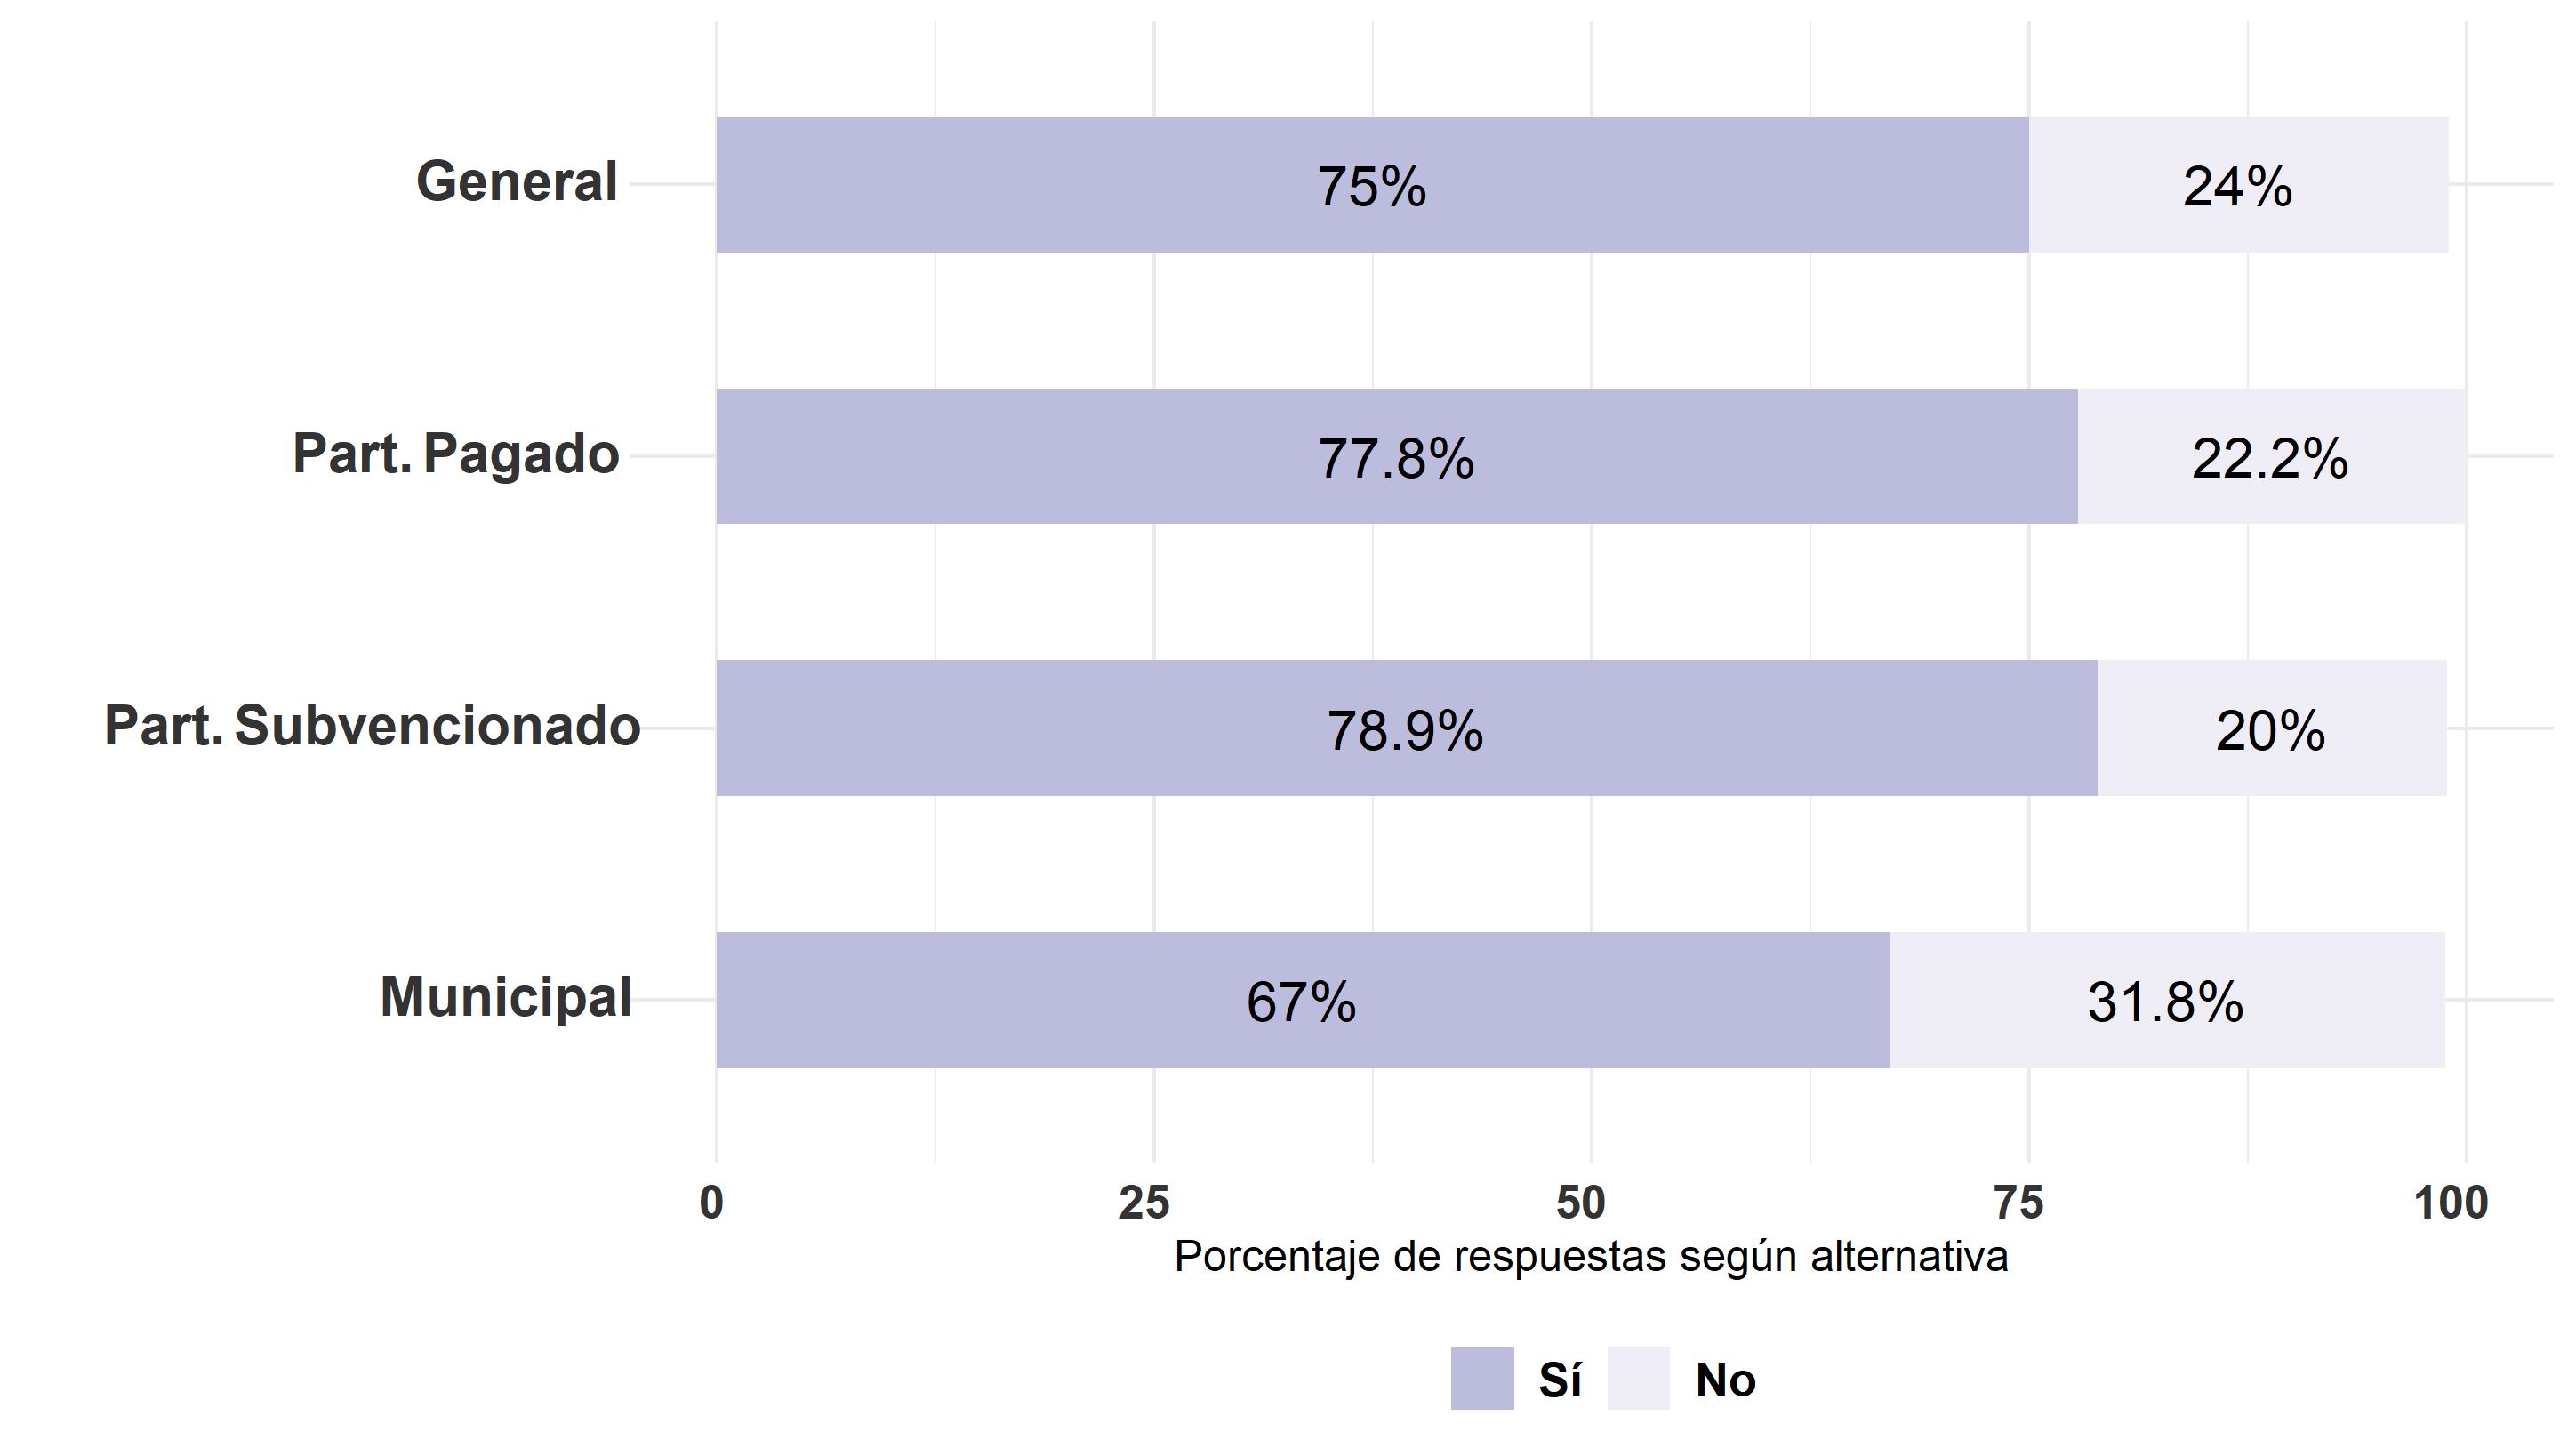 General
75%
24%
Part. Pagado
77.8%
22.2%
Part. Subvencionado
78.9%
20%
Municipal
67%
31.8%
0
25
50
75
100
Porcentaje de respuestas según alternativa
Sí
No